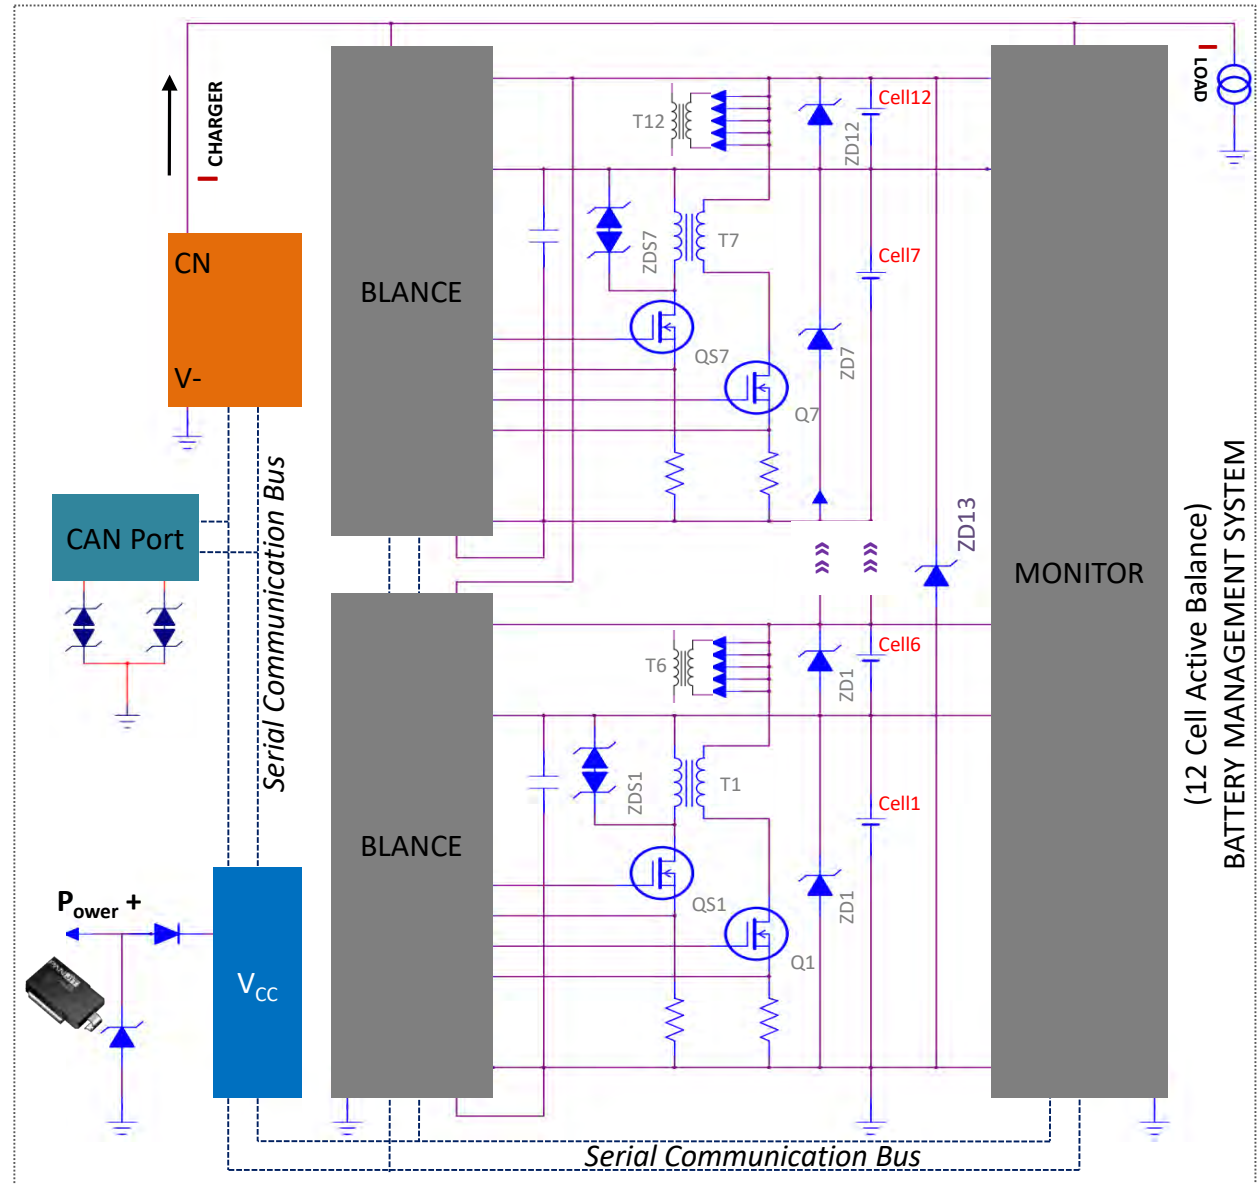 I CHARGER
I LOAD
Cell12
T12
ZD12
CN
V-
ZDS7
T7
Cell7
BLANCE
QS7
ZD7
Q7
CAN Port
Serial Communication Bus
ZD13
MONITOR
(12 Cell Active Balance)
BATTERY MANAGEMENT SYSTEM
T6
ZD1
Cell6
ZDS1
T1
Cell1
BLANCE
QS1
ZD1
Q1
Power +
VCC
Serial Communication Bus